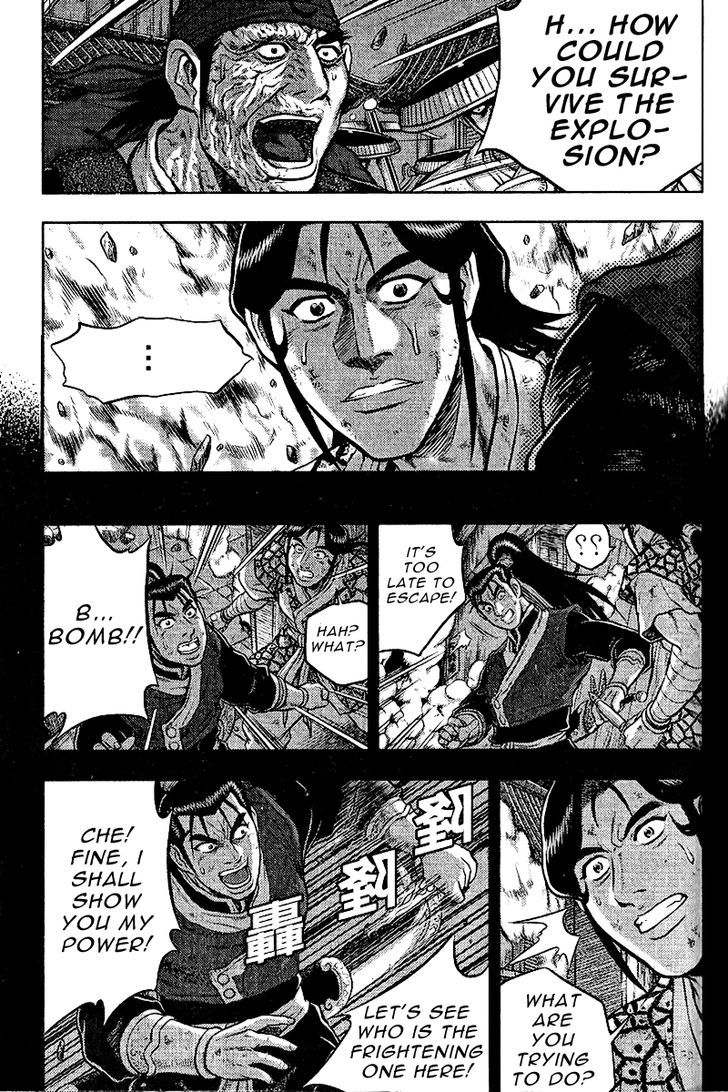 H... HOW
COULD
YOU SUR-
VIVE THE
EXPLO-
SION?
...
B...
BOMB!!
HAH?
WHAT?
IT'S
TOO
LATE TO
ESCAPE!
??
CHE!
FINE, I
SHALL
SHOW
YOU MY
POWER!
轟
隆
隆
LET'S SEE
WHO IS THE
FRIGHTENING
ONE HERE!
WHAT
ARE
YOU
TRYING
TO DO?